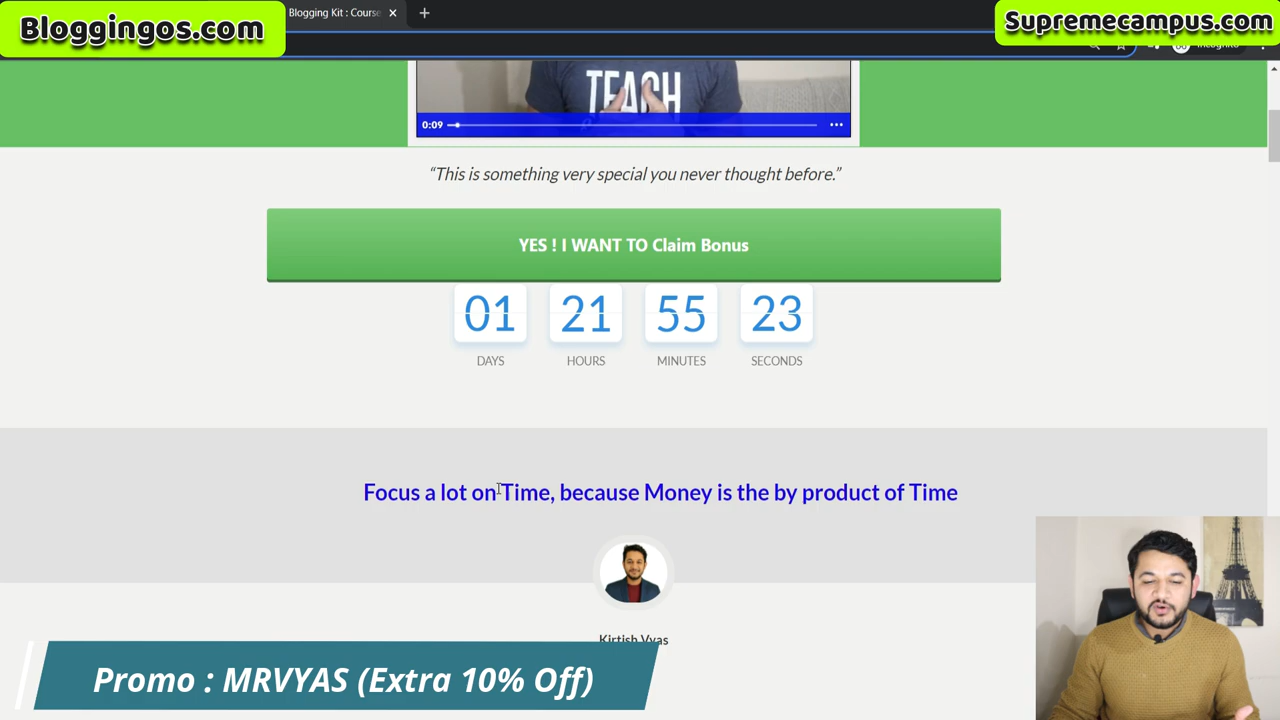 Blogging Kit : Course
Bloggingos.com
Supremecampus.com
Incognito
TEACH
0:09
“This is something very special you never thought before.”
YES ! I WANT TO Claim Bonus
01 21 55 23
DAYS HOURS MINUTES SECONDS
Focus a lot on Time, because Money is the by product of Time
Kirtish Vyas
Promo : MRVYAS (Extra 10% Off)